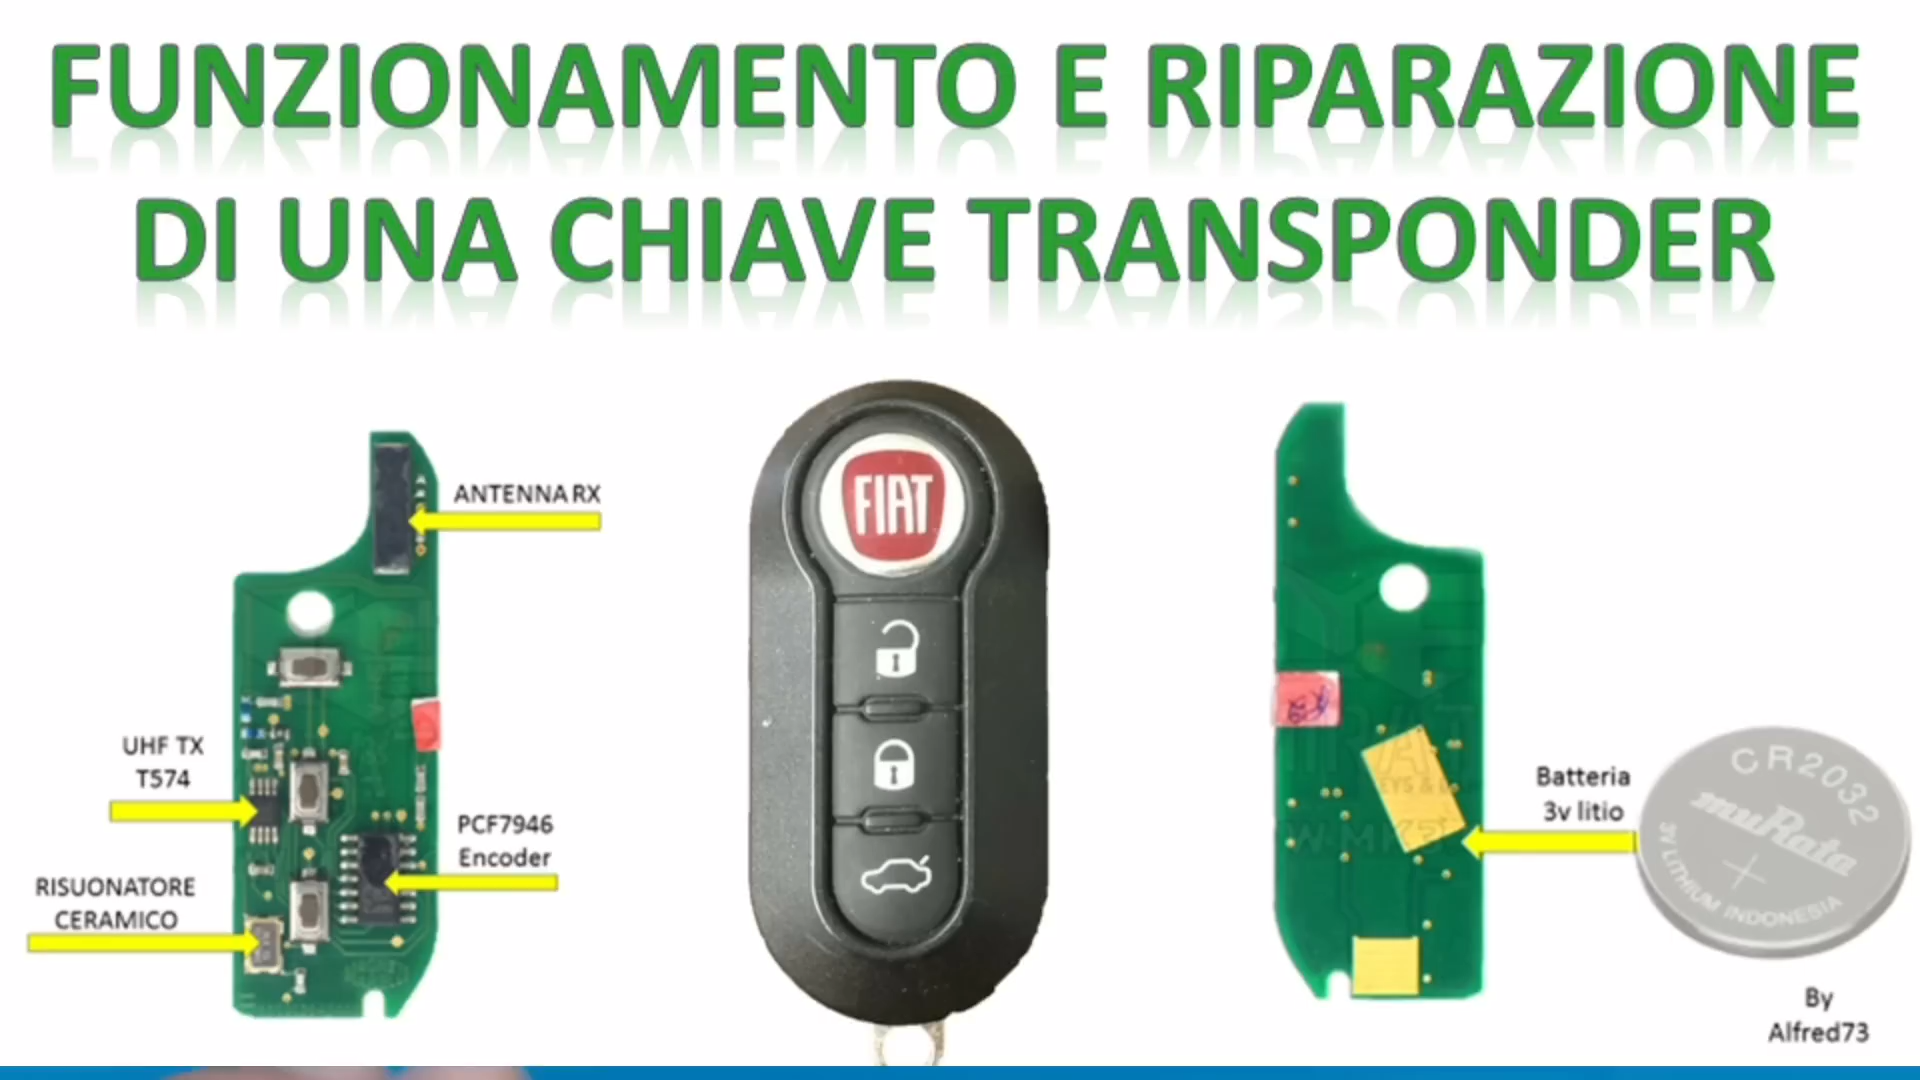 FUNZIONAMENTO E RIPARAZIONE
DI UNA CHIAVE TRANSPONDER
ANTENNA RX
FIAT
UHF TX
T574
PCF7946
Encoder
RISUONATORE
CERAMICO
Batteria
3v litio
CR2032
muRata
3V LITHIUM INDONESIA
By
Alfred73